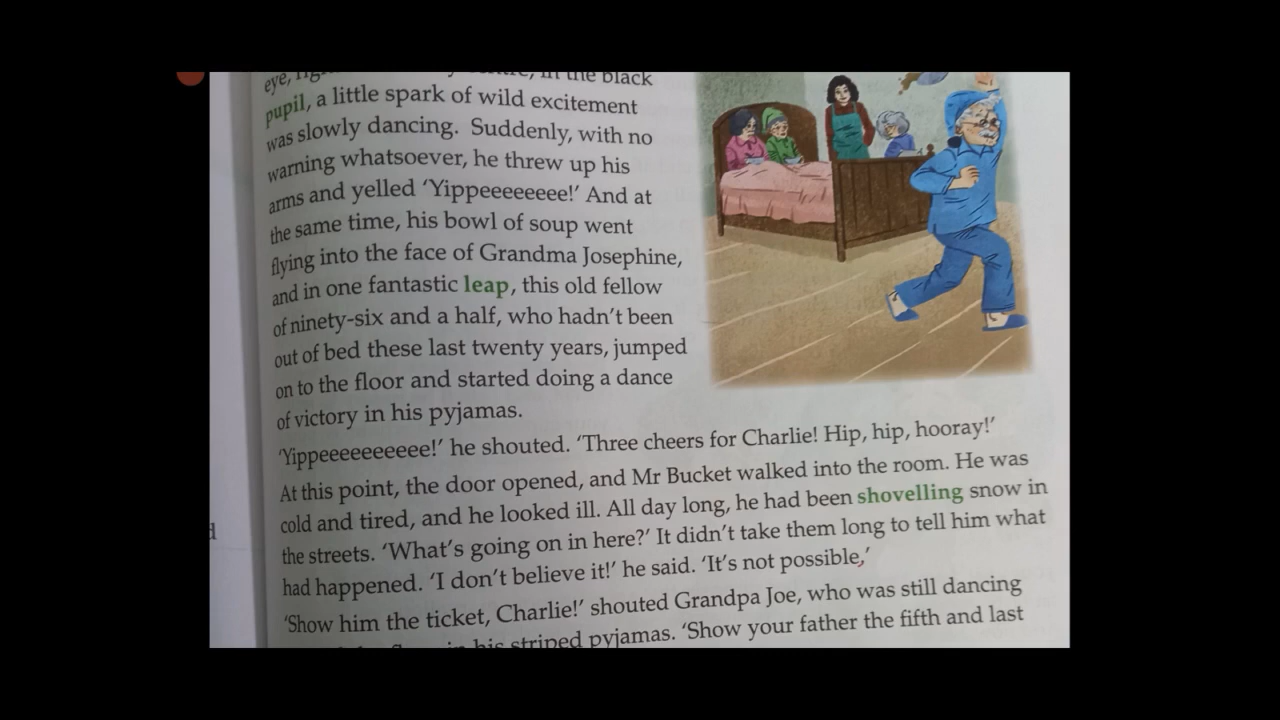 eye, in the black
pupil, a little spark of wild excitement
was slowly dancing. Suddenly, with no
warning whatsoever, he threw up his
arms and yelled ‘Yippeeeeeeee!’ And at
the same time, his bowl of soup went
flying into the face of Grandma Josephine,
and in one fantastic leap, this old fellow
of ninety-six and a half, who hadn’t been
out of bed these last twenty years, jumped
on to the floor and started doing a dance
of victory in his pyjamas.
‘Yippeeeeeeeeee!’ he shouted. ‘Three cheers for Charlie! Hip, hip, hooray!’
At this point, the door opened, and Mr Bucket walked into the room. He was
cold and tired, and he looked ill. All day long, he had been shovelling snow in
the streets. ‘What’s going on in here?’ It didn’t take them long to tell him what
had happened. ‘I don’t believe it!’ he said. ‘It’s not possible,’
‘Show him the ticket, Charlie!’ shouted Grandpa Joe, who was still dancing
in his striped pyjamas. ‘Show your father the fifth and last